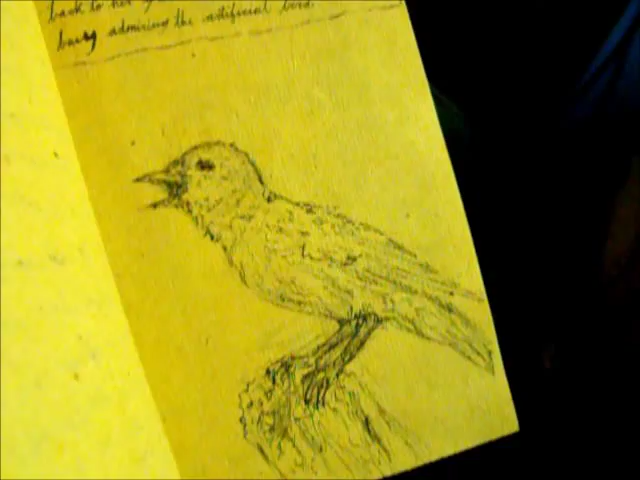 back to her
busy admiring the artificial bird.